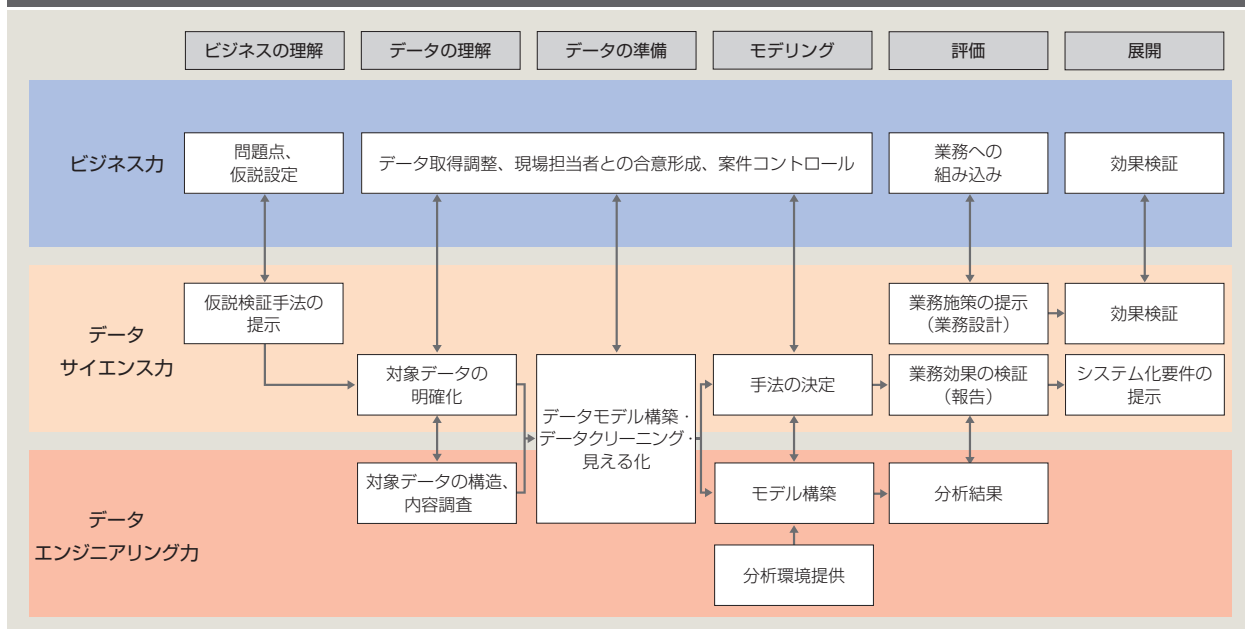 ビジネスの理解
データの理解
データの準備
モデリング
評価
展開
ビジネス力
問題点、
仮説設定
データ取得調整、現場担当者との合意形成、案件コントロール
業務への
組み込み
効果検証
データ
サイエンス力
仮説検証手法の
提示
業務施策の提示
（業務設計）
効果検証
対象データの
明確化
データモデル構築・
データクリーニング・
見える化
手法の決定
業務効果の検証
（報告）
システム化要件の
提示
データ
エンジニアリング力
対象データの構造、
内容調査
モデル構築
分析結果
分析環境提供